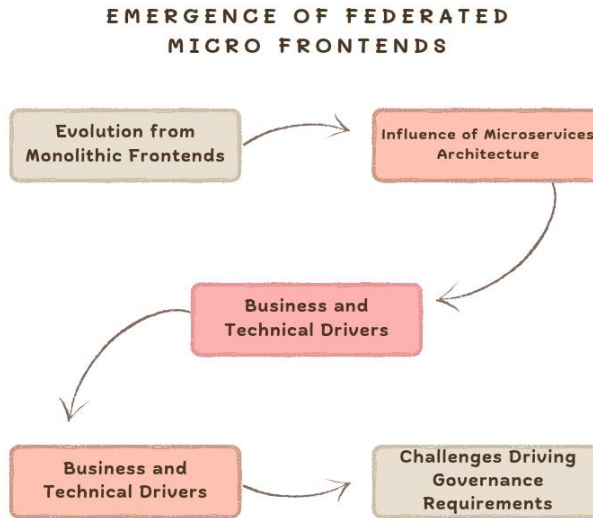 EMERGENCE OF FEDERATED
MICRO FRONTENDS
Evolution from
Monolithic Frontends
Influence of Microservices
Architecture
Business and
Technical Drivers
Business and
Technical Drivers
Challenges Driving
Governance
Requirements